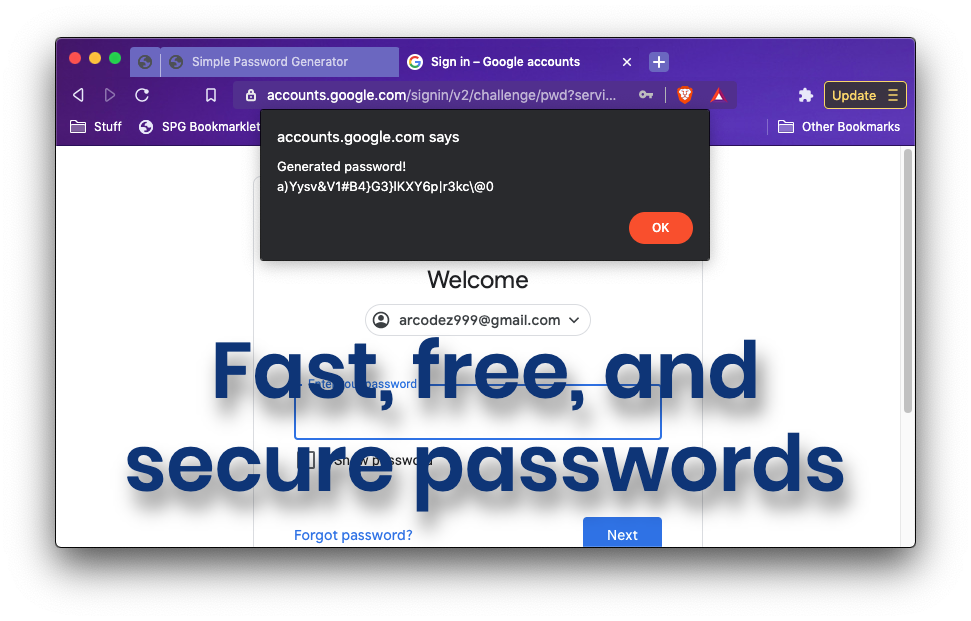 Simple Password Generator
Sign in – Google accounts
accounts.google.com/signin/v2/challenge/pwd?servi...
Update
Stuff
SPG Bookmarklet
Other Bookmarks
accounts.google.com says
Generated password!
a)Yysv&V1#B4}G3}IKXY6p|r3kc\@0
OK
Welcome
arcodez999@gmail.com
Enter your password
Fast, free, and
Show password
secure passwords
Forgot password?
Next